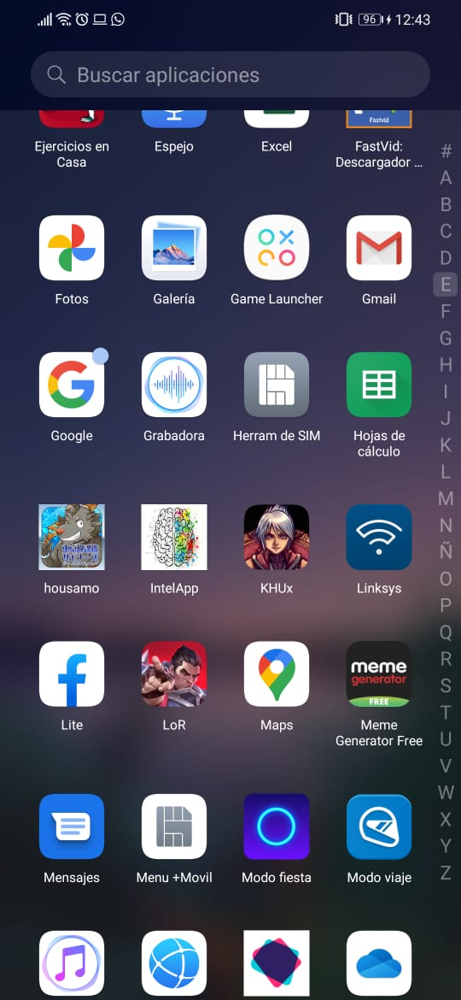 96 12:43
Buscar aplicaciones
Fastvid
Ejercicios en
Casa
Espejo
Excel
FastVid:
Descargador ...
Fotos
Galería
Game Launcher
Gmail
Google
Grabadora
Herram de SIM
Hojas de
cálculo
housamo
IntelApp
KHUx
Linksys
meme
generator
FREE
Lite
LoR
Maps
Meme
Generator Free
Mensajes
Menu +Movil
Modo fiesta
Modo viaje
#
A
B
C
D
E
F
G
H
I
J
K
L
M
N
Ñ
O
P
Q
R
S
T
U
V
W
X
Y
Z